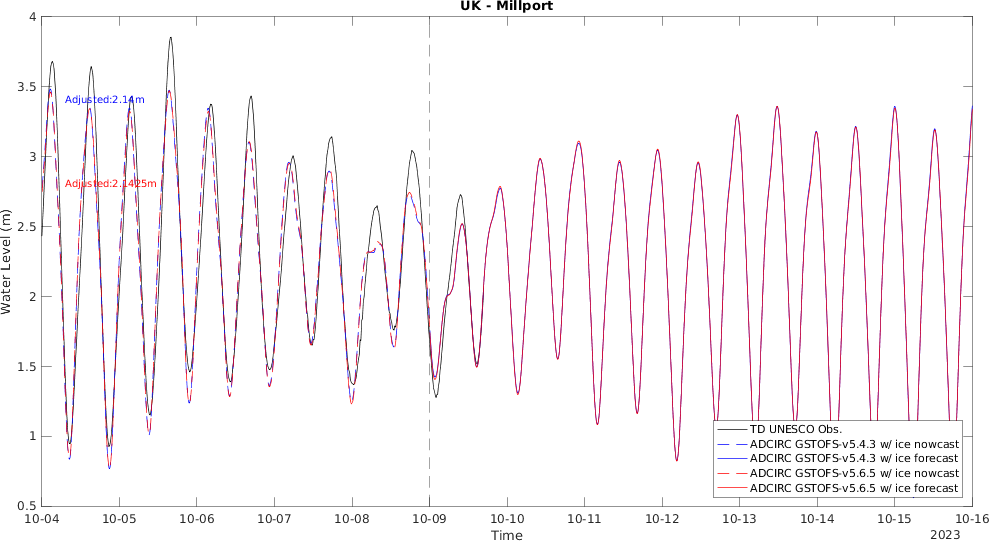 UK - Millport
4
3.5
3
2.5
2
1.5
1
0.5
Water Level (m)
Adjusted:2.14m
Adjusted:2.1425m
TD UNESCO Obs.
ADCIRC GSTOFS-v5.4.3 w/ ice nowcast
ADCIRC GSTOFS-v5.4.3 w/ ice forecast
ADCIRC GSTOFS-v5.6.5 w/ ice nowcast
ADCIRC GSTOFS-v5.6.5 w/ ice forecast
10-04 10-05 10-06 10-07 10-08 10-09 10-10 10-11 10-12 10-13 10-14 10-15 10-16
Time
2023